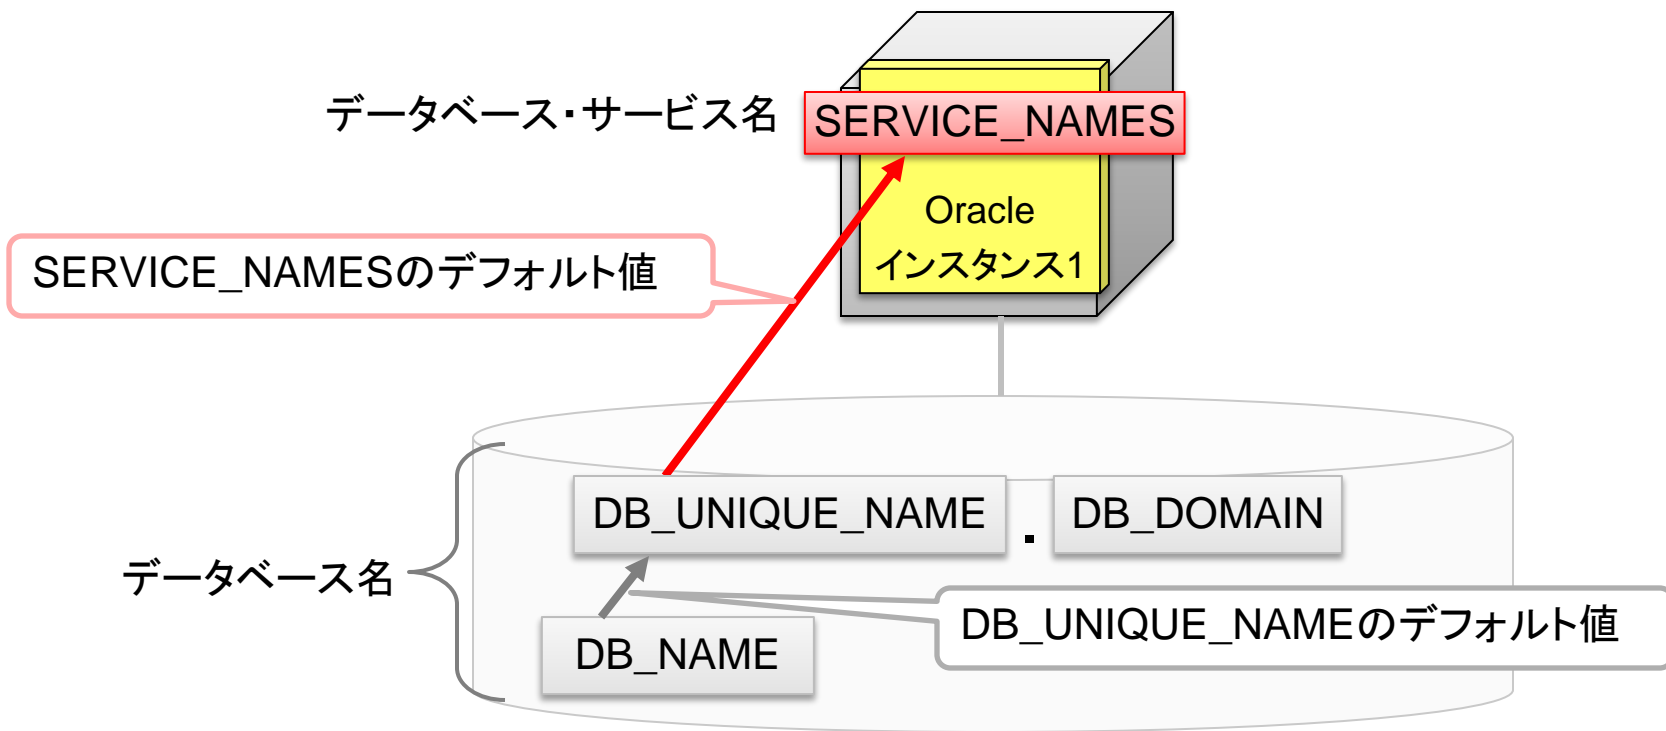 データベース・サービス名
SERVICE_NAMES
Oracle
インスタンス1
SERVICE_NAMESのデフォルト値
DB_UNIQUE_NAME . DB_DOMAIN
データベース名
DB_UNIQUE_NAMEのデフォルト値
DB_NAME